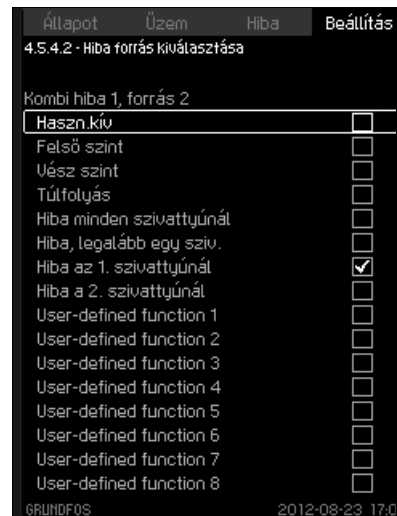 Állapot Üzem Hiba Beállítás
4.5.4.2 - Hiba forrás kiválasztása
Kombi hiba 1, forrás 2
Haszn.kív
Felső szint
Vész szint
Túlfolyás
Hiba minden szivattyúnál
Hiba, legalább egy sziv.
Hiba az 1. szivattyúnál
Hiba a 2. szivattyúnál
User-defined function 1
User-defined function 2
User-defined function 3
User-defined function 4
User-defined function 5
User-defined function 6
User-defined function 7
User-defined function 8
GRUNDFOS 2012-08-23 17:0